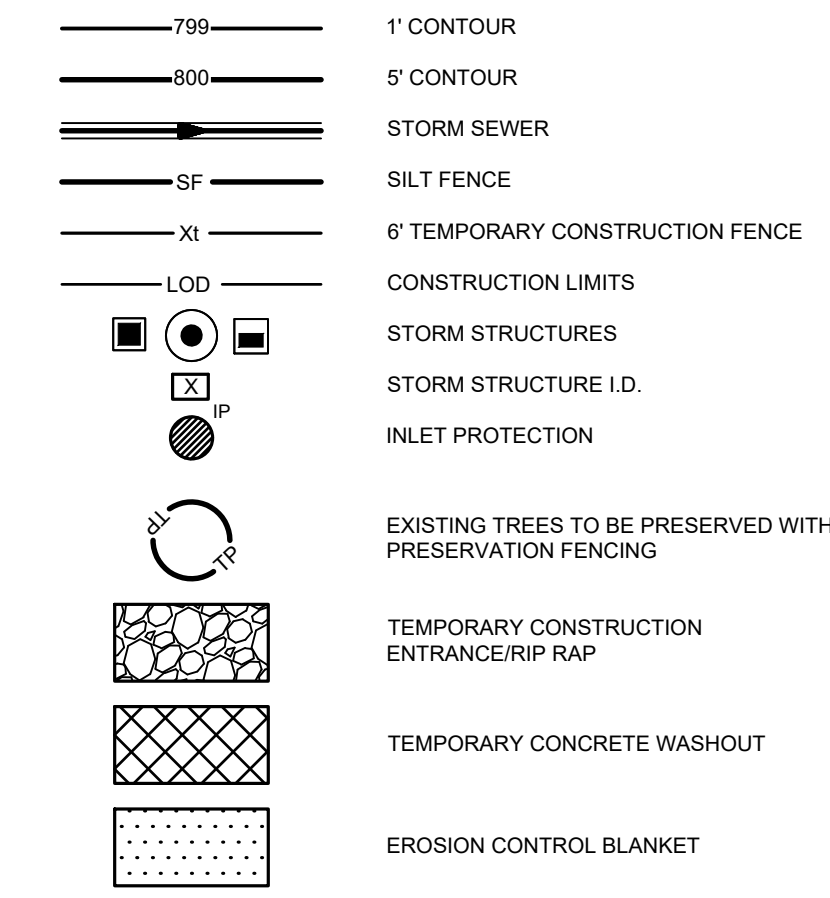 799 1' CONTOUR
800 5' CONTOUR
STORM SEWER
SF SILT FENCE
Xt 6' TEMPORARY CONSTRUCTION FENCE
LOD CONSTRUCTION LIMITS
STORM STRUCTURES
X STORM STRUCTURE I.D.
IP
INLET PROTECTION
TP
TP
EXISTING TREES TO BE PRESERVED WITH
PRESERVATION FENCING
TEMPORARY CONSTRUCTION
ENTRANCE/RIP RAP
TEMPORARY CONCRETE WASHOUT
EROSION CONTROL BLANKET